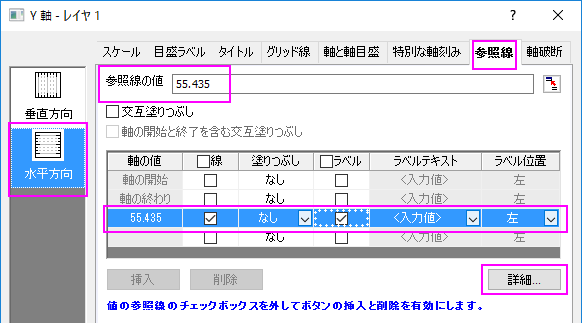 Y 軸 - レイヤ1
スケール 目盛ラベル タイトル グリッド線 軸と軸目盛 特別な軸刻み 参照線 軸破断
垂直方向
水平方向
参照線の値 55.435
交互塗りつぶし
軸の開始と終了を含む交互塗りつぶし
軸の値 線 塗りつぶし ラベル ラベルテキスト ラベル位置
軸の開始 なし <入力値> 左
軸の終わり なし <入力値> 左
55.435 なし <入力値> 左
なし <入力値> 左
挿入 削除 詳細...
値の参照線のチェックボックスを外してボタンの挿入と削除を有効にします。